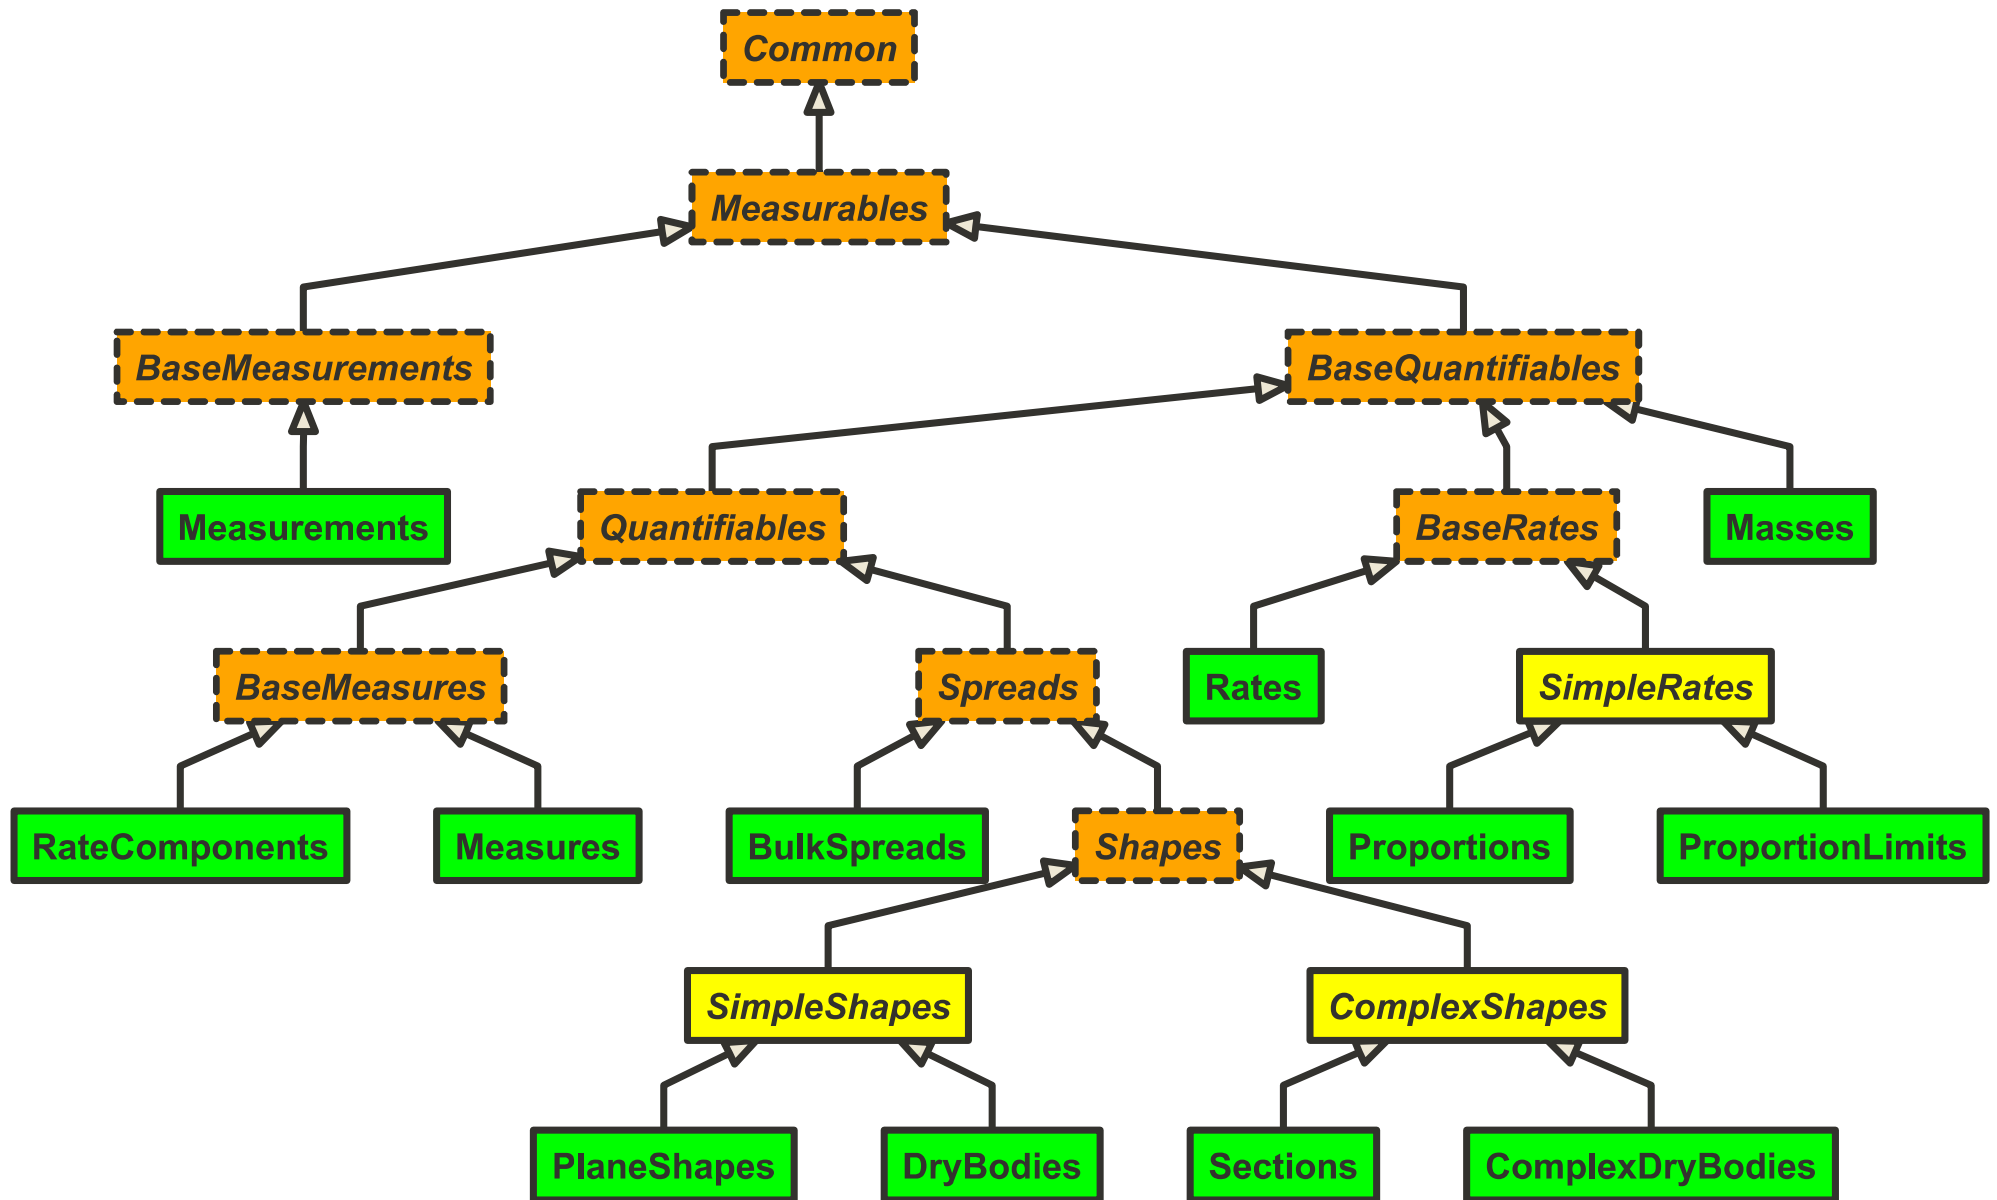 Common
Measurables
BaseMeasurements
BaseQuantifiables
Measurements
Quantifiables
BaseRates
Masses
BaseMeasures
Spreads
Rates
SimpleRates
RateComponents
Measures
BulkSpreads
Shapes
Proportions
ProportionLimits
SimpleShapes
ComplexShapes
PlaneShapes
DryBodies
Sections
ComplexDryBodies